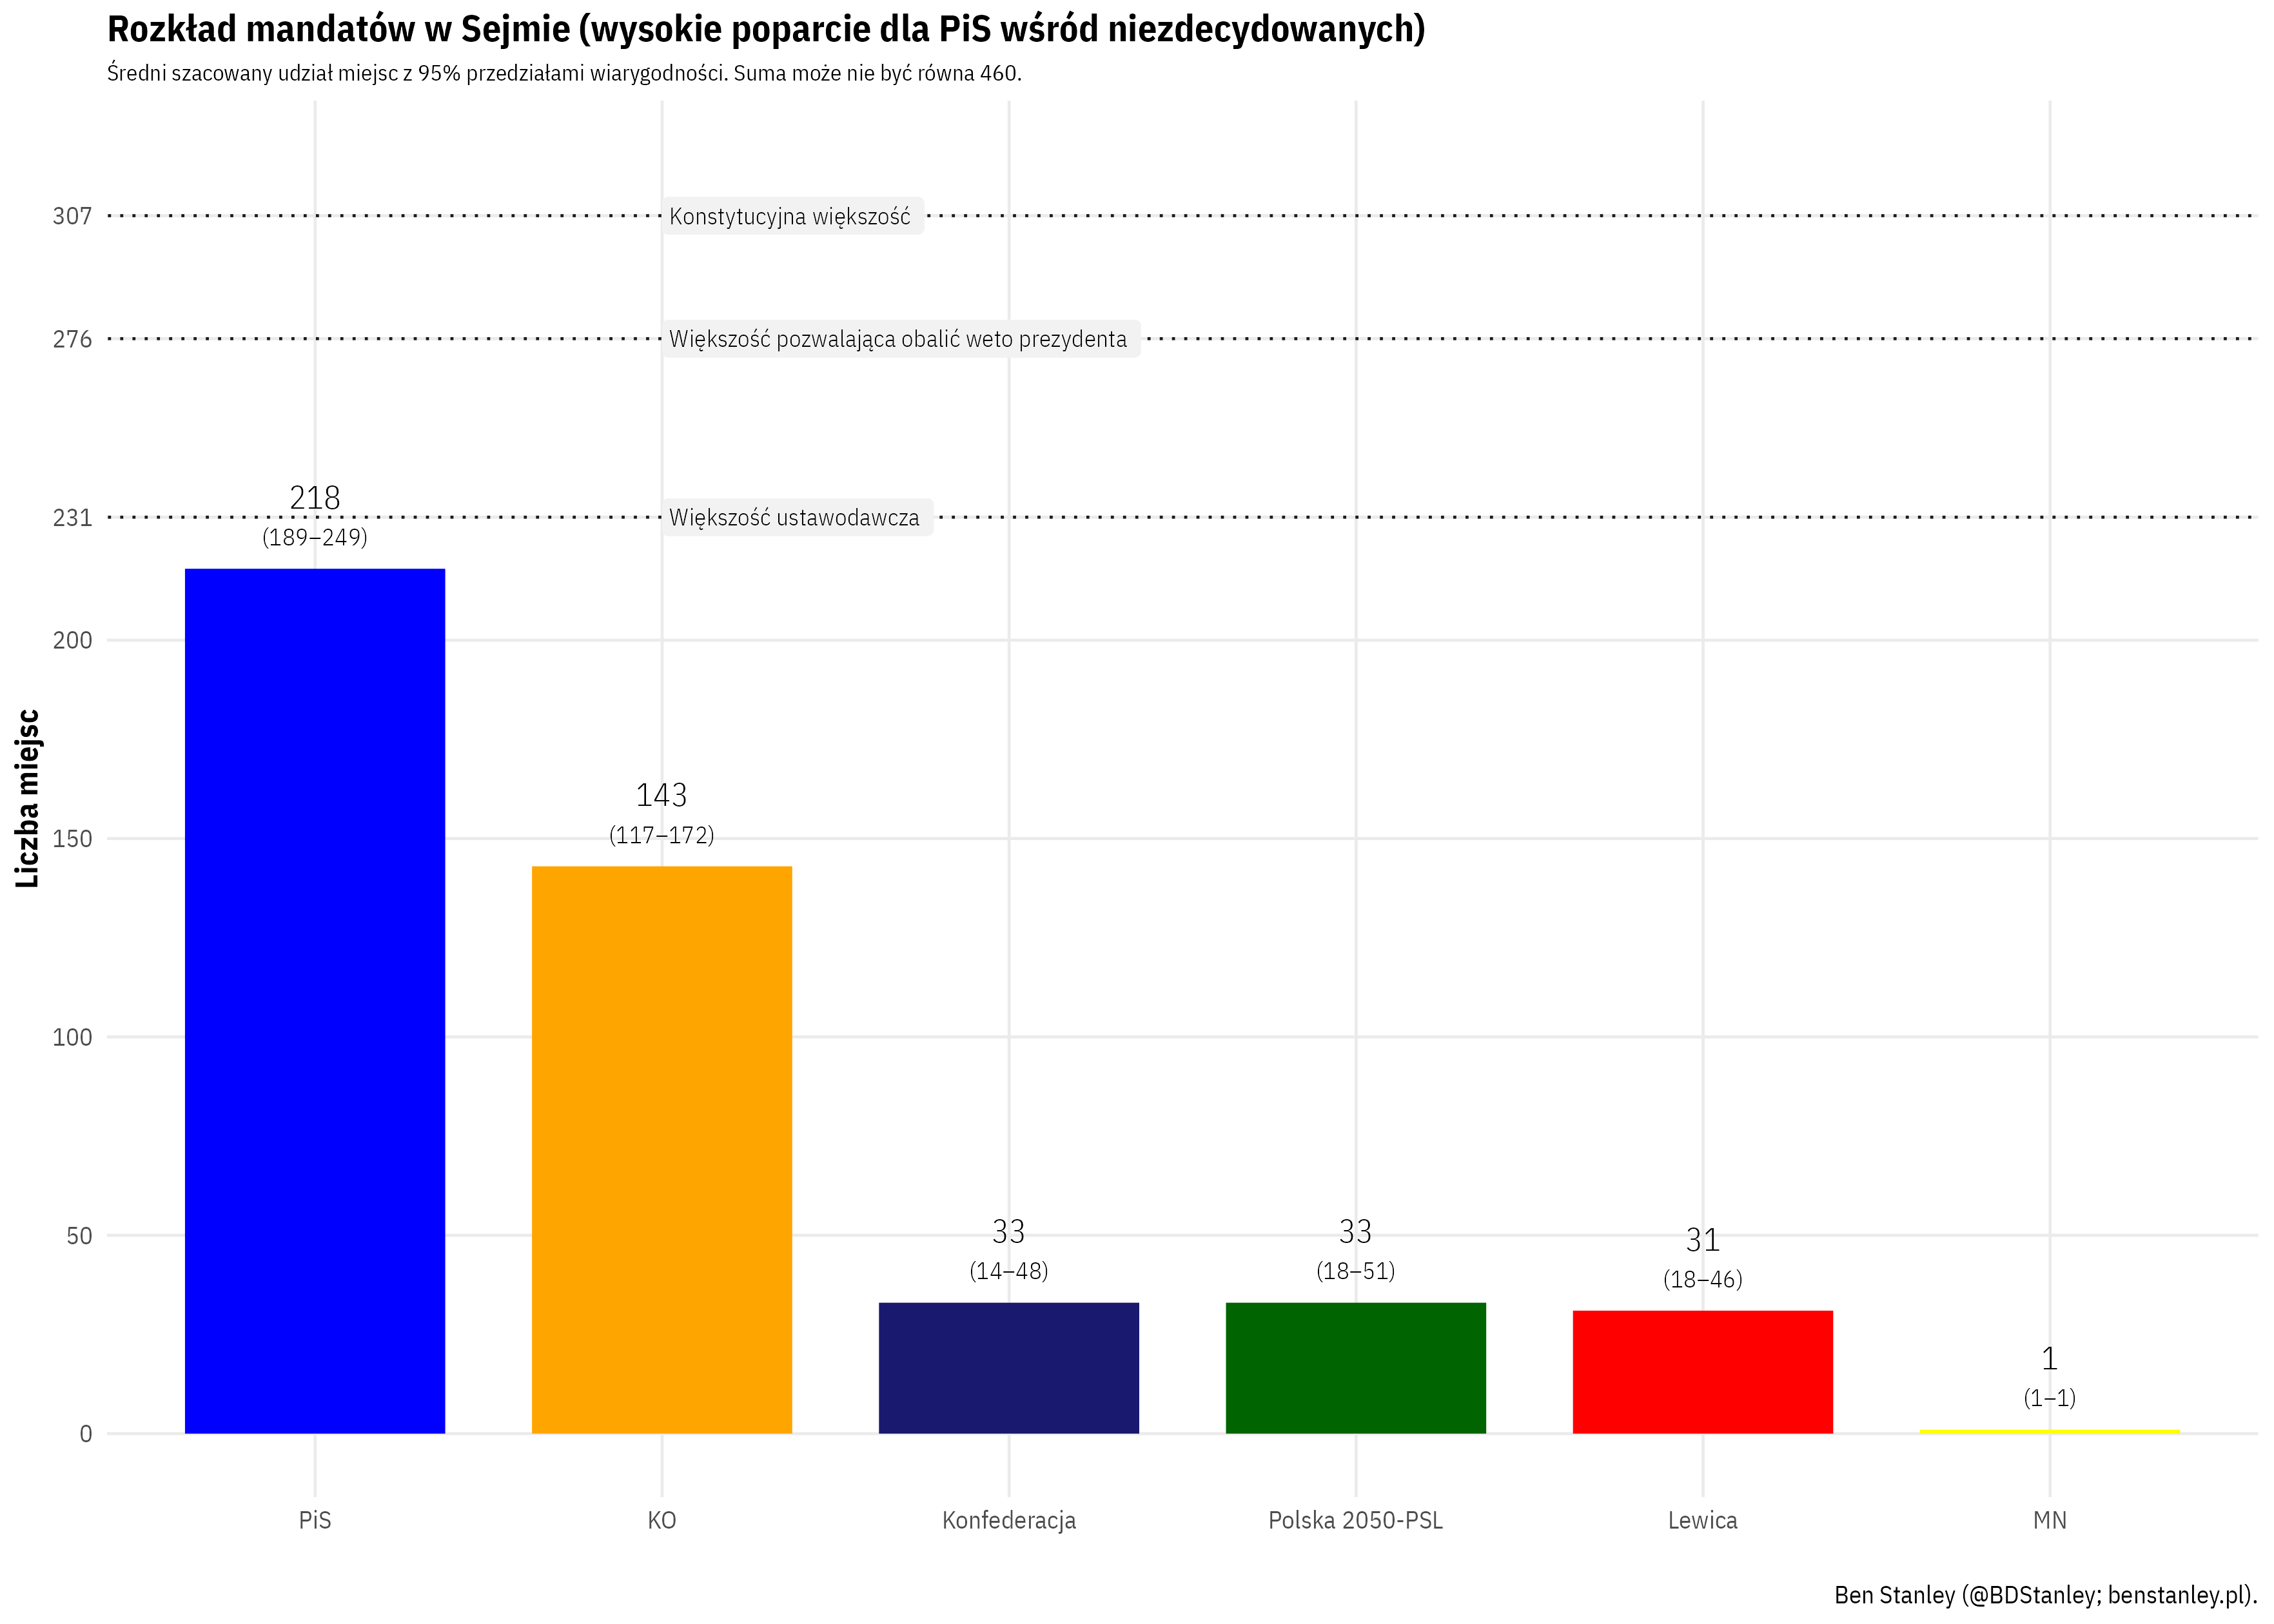 Rozkład mandatów w Sejmie (wysokie poparcie dla PiS wśród niezdecydowanych)
Średni szacowany udział miejsc z 95% przedziałami wiarygodności. Suma może nie być równa 460.
Liczba miejsc
307
Konstytucyjna większość
276
Większość pozwalająca obalić weto prezydenta
231
Większość ustawodawcza
200
150
100
50
0
218
(189–249)
143
(117–172)
33
(14–48)
33
(18–51)
31
(18–46)
1
(1–1)
PiS
KO
Konfederacja
Polska 2050-PSL
Lewica
MN
Ben Stanley (@BDStanley; benstanley.pl).